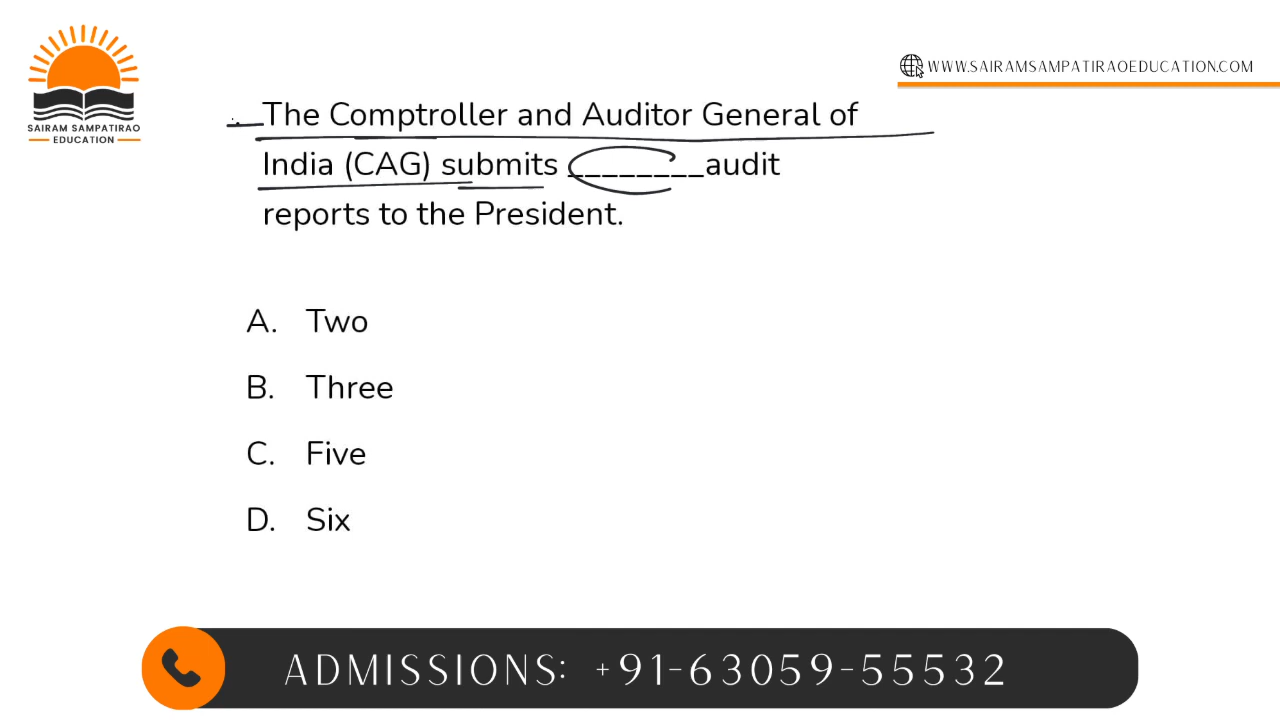 SAIRAM SAMPATIRAO
EDUCATION
WWW.SAIRAMSAMPATIRAOEDUCATION.COM
The Comptroller and Auditor General of
India (CAG) submits ________audit
reports to the President.
A. Two
B. Three
C. Five
D. Six
ADMISSIONS: +91-63059-55532